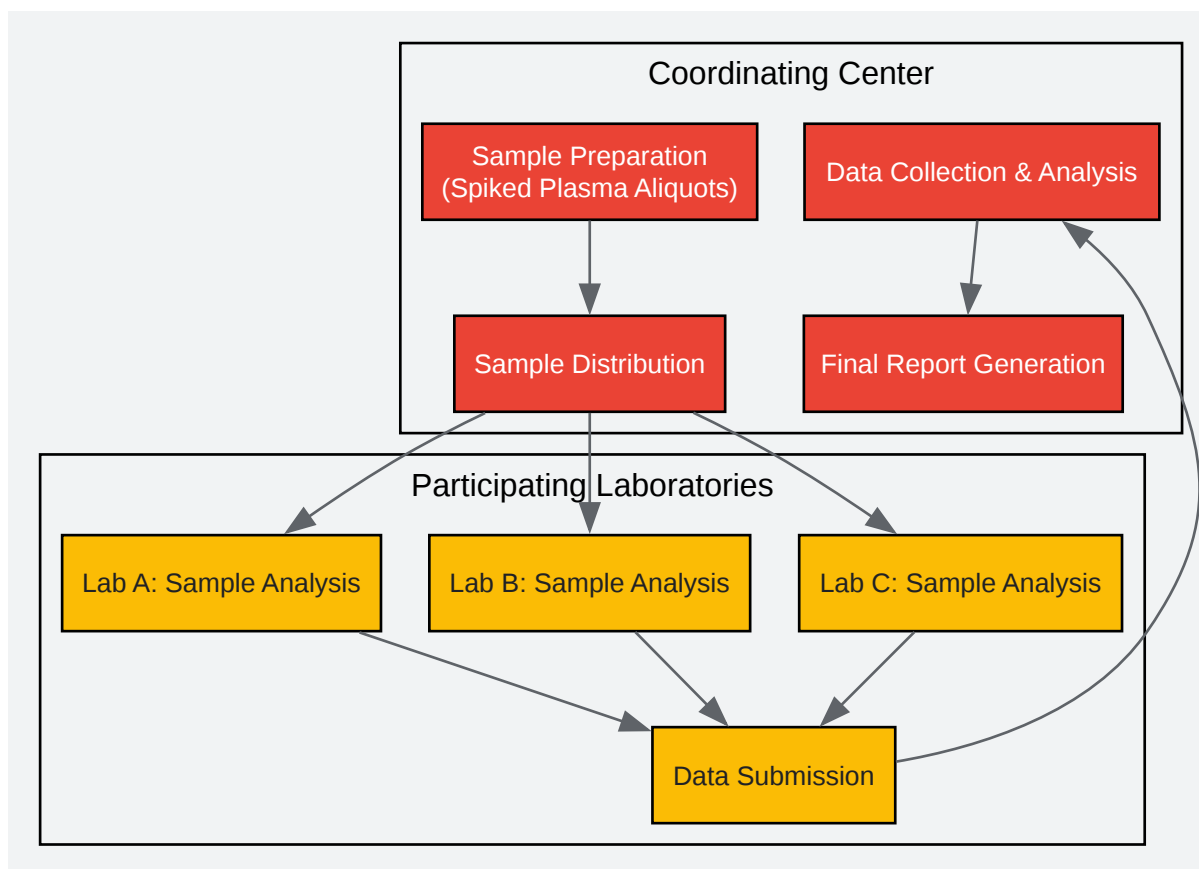 Coordinating Center
Sample Preparation
(Spiked Plasma Aliquots)
Data Collection & Analysis
Sample Distribution
Final Report Generation
Participating Laboratories
Lab A: Sample Analysis
Lab B: Sample Analysis
Lab C: Sample Analysis
Data Submission